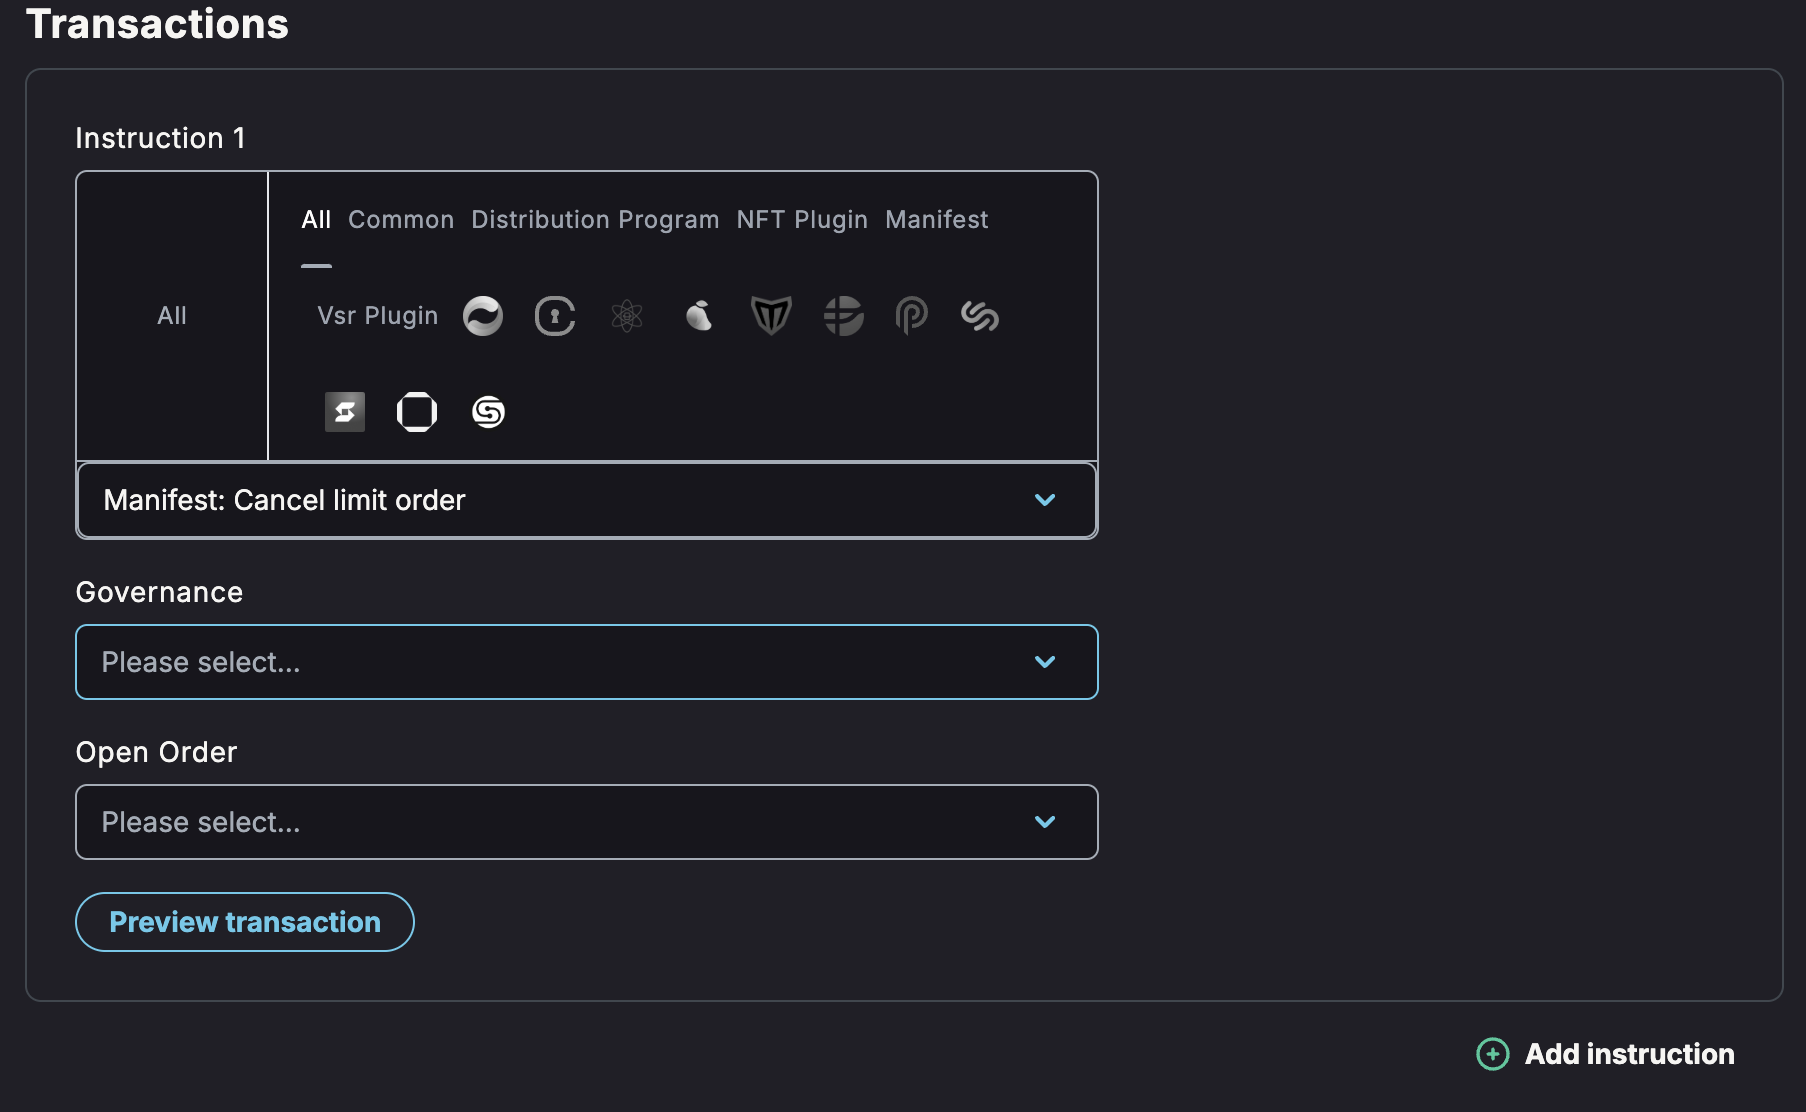 Transactions
Instruction 1
All
All Common Distribution Program NFT Plugin Manifest
Vsr Plugin
Manifest: Cancel limit order
Governance
Please select...
Open Order
Please select...
Preview transaction
Add instruction